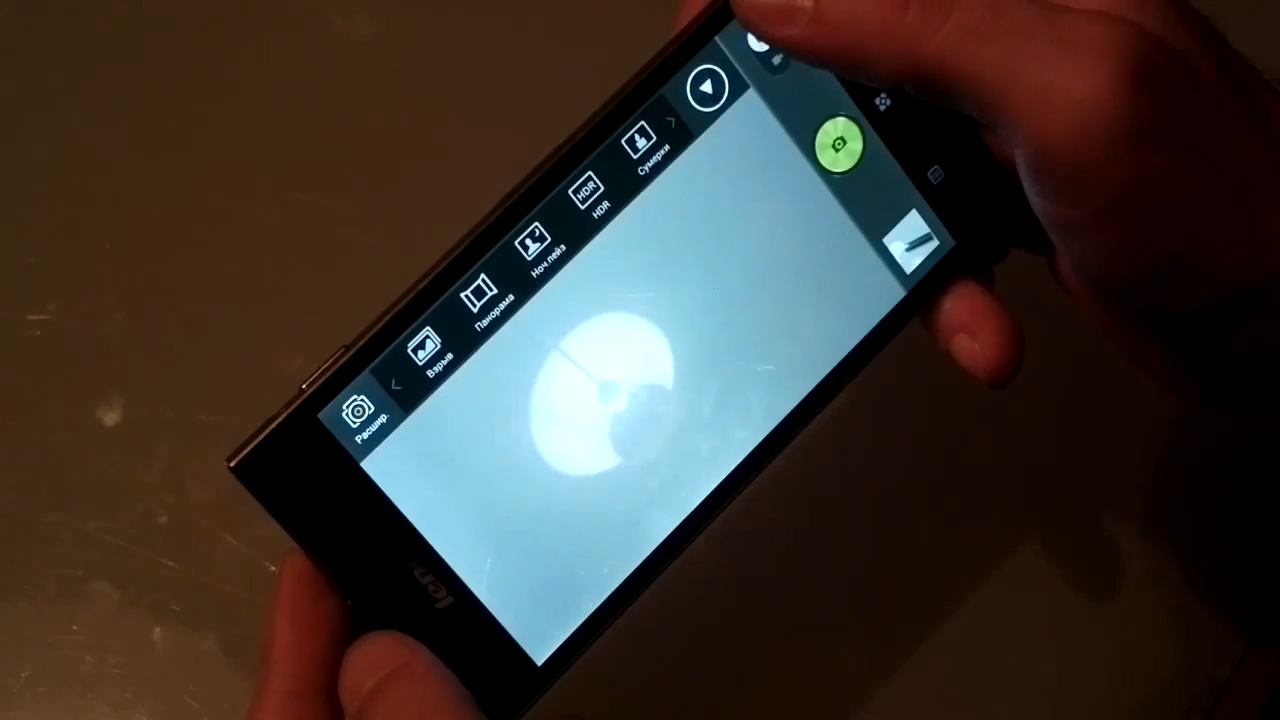 Расшир.
Взрыв
Панорама
Ноч.пейз
HDR
HDR
Сумерки